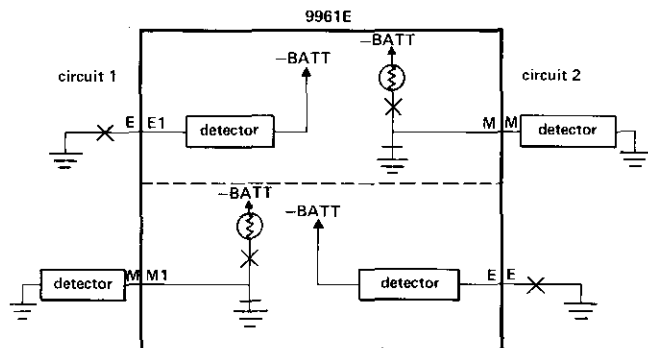 9961E
−BATT
−BATT
circuit 1
circuit 2
E E1
detector
M M
detector
−BATT
−BATT
detector
M M1
detector
E E